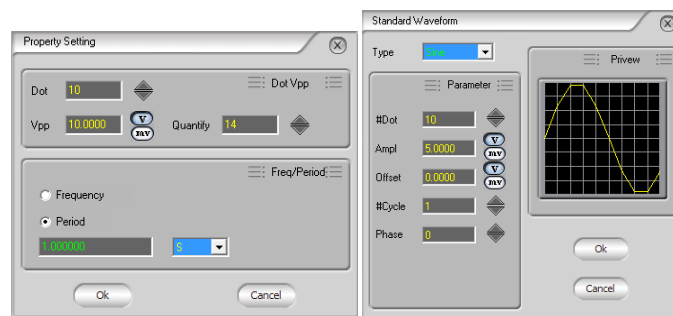 Property Setting
Dot Vpp
Dot 10
Vpp 10.0000 V mv Quantify 14
Freq/Period
Frequency
Period
1.000000 S
Ok Cancel
Standard Waveform
Type
Privew
Parameter
#Dot 10
Ampl 5.0000 V mv
Offset 0.0000 V mv
#Cycle 1
Phase 0
Ok
Cancel